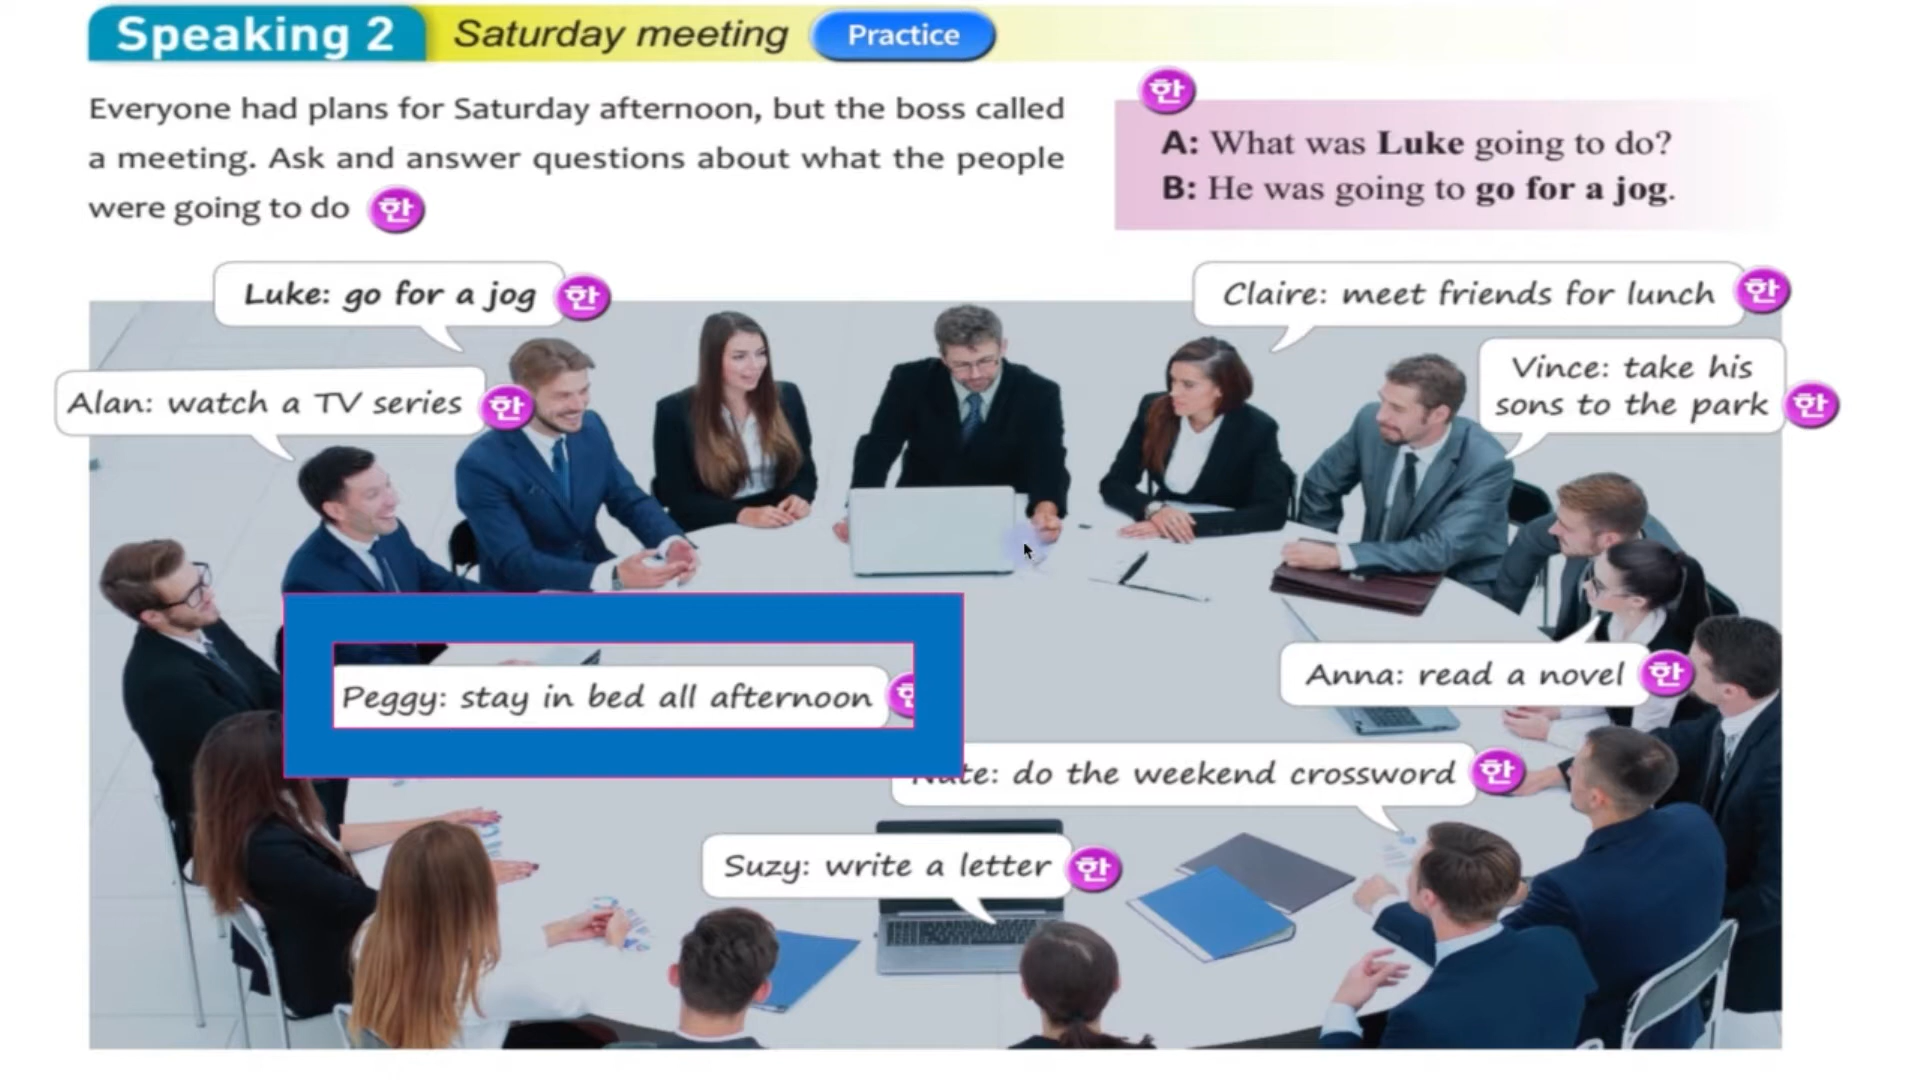 Speaking 2 Saturday meeting Practice
Everyone had plans for Saturday afternoon, but the boss called
a meeting. Ask and answer questions about what the people
were going to do 한
한
A: What was Luke going to do?
B: He was going to go for a jog.
Luke: go for a jog 한
Claire: meet friends for lunch 한
Alan: watch a TV series 한
Vince: take his
sons to the park 한
Peggy: stay in bed all afternoon
Anna: read a novel 한
do the weekend crossword 한
Suzy: write a letter 한